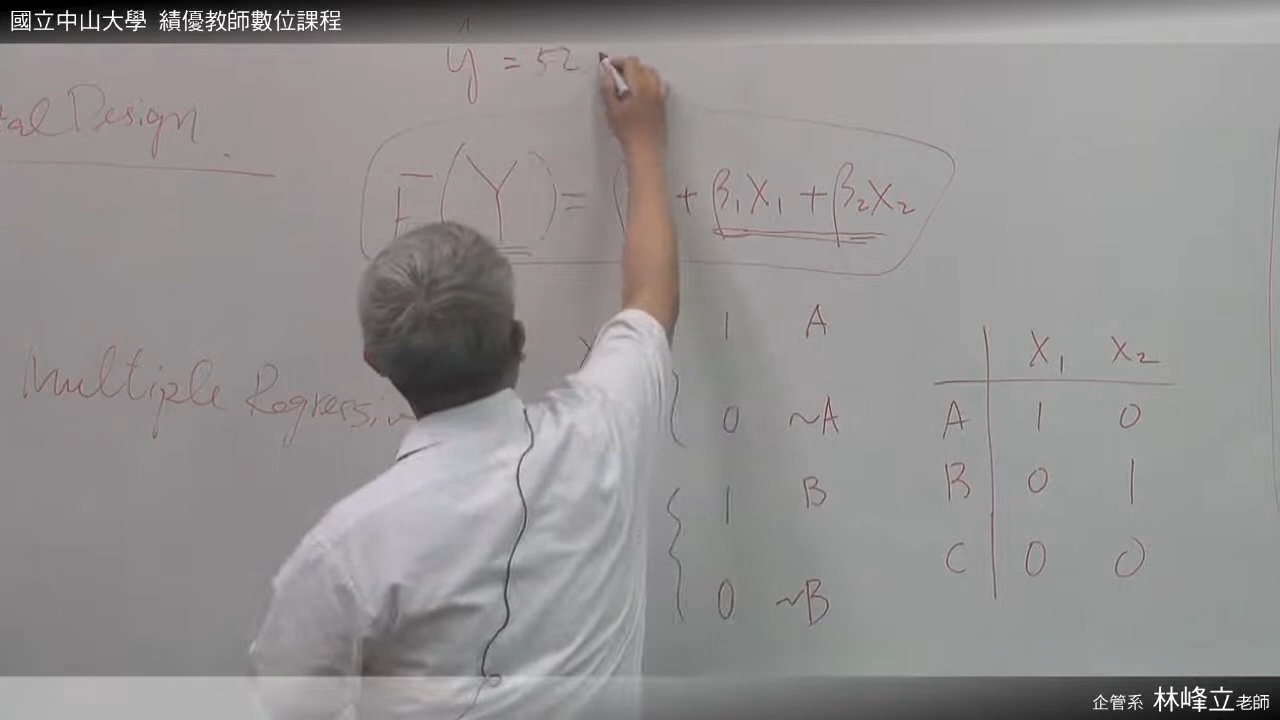 國立中山大學 績優教師數位課程
ŷ = 52
tal Design
E(Y) = + β₁X₁ + β₂X₂
1 A
X₁ X₂
Multiple Regression
0 ~A
A 1 0
1 B
B 0 1
C 0 0
0 ~B
企管系 林峰立老師